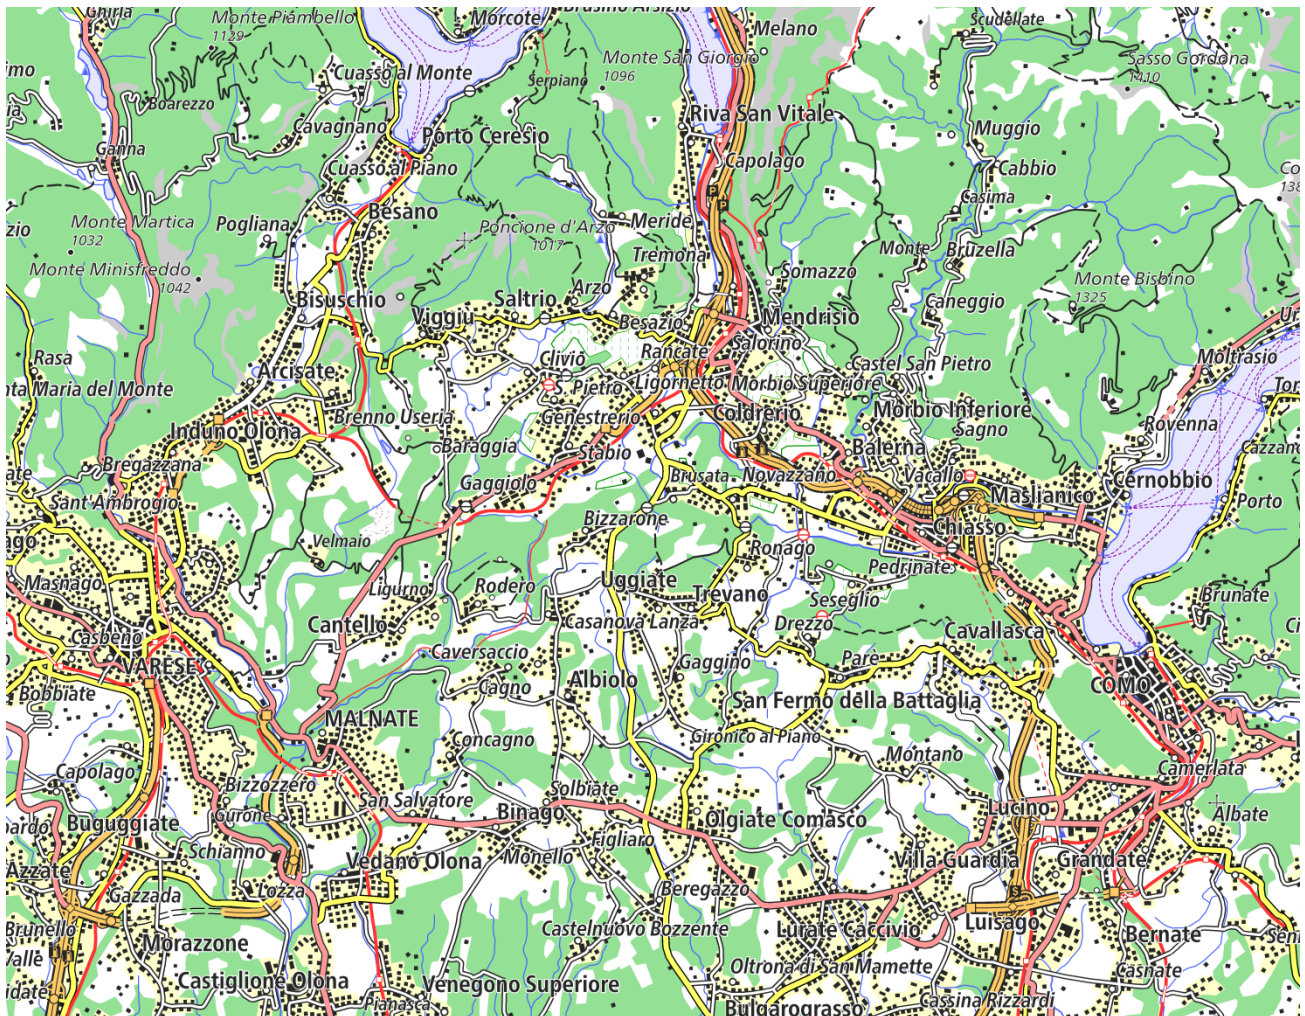 Ghirla
Monte Piambello
1129
Morcote
Brusino Arsizio
Melano
Scudellate
Cuasso al Monte
Serpiano
Monte San Giorgio
1096
Sasso Gordona
1410
Boarezzo
Cavagnano
Porto Ceresio
Riva San Vitale
Muggio
Ganna
Cuasso al Piano
Capolago
P
P
Cabbio
Casima
Monte Martica
1032
Pogliana
Besano
Poncione d'Arzo
1017
Meride
Tremona
Monte
Bruzella
Monte Minisfreddo
1042
Somazzo
Monte Bisbino
1325
Bisuschio
Viggiu
Saltrio
Arzo
Besazio
Mendrisio
Caneggio
Rasa
Salorino
Rancate
Clivio
Castel San Pietro
Moltrasio
Arcisate
S. Pietro
Ligornetto
Morbio Superiore
Brenno Useria
Genestrerio
Coldrerio
Morbio Inferiore
Sagno
Rovenna
Induno Olona
Baraggia
Stabio
Balerna
Bregazzana
Gaggiolo
Brusata
Novazzano
Vacallo
Maslianico
Cernobbio
Porto
Sant'Ambrogio
Bizzarone
Chiasso
Velmaio
Ronago
Pedrinate
Masnago
Ligurno
Rodero
Uggiate
Trevano
Seseglio
Brunate
Casbeno
Cantello
Casanova Lanza
Drezzo
Cavallasca
VARESE
Caversaccio
Gaggino
Pare
COMO
Bobbiate
Cagno
Albiolo
San Fermo della Battaglia
MALNATE
Concagno
Gironico al Piano
Montano
Capolago
Bizzozzero
Solbiate
Camerlata
San Salvatore
Binago
Lucino
Albate
Buguggiate
Gurone
Figliaro
Olgiate Comasco
Schianno
Vedano Olona
Monello
Villa Guardia
Grandate
Azzate
Gazzada
Lozza
Beregazzo
S
Brunello
Morazzone
Castelnuovo Bozzente
Lurate Caccivio
Luisago
Bernate
Castiglione Olona
Venegono Superiore
Oltrona di San Mamette
Casnate
Pianasca
Bulgarograsso
Cassina Rizzardi